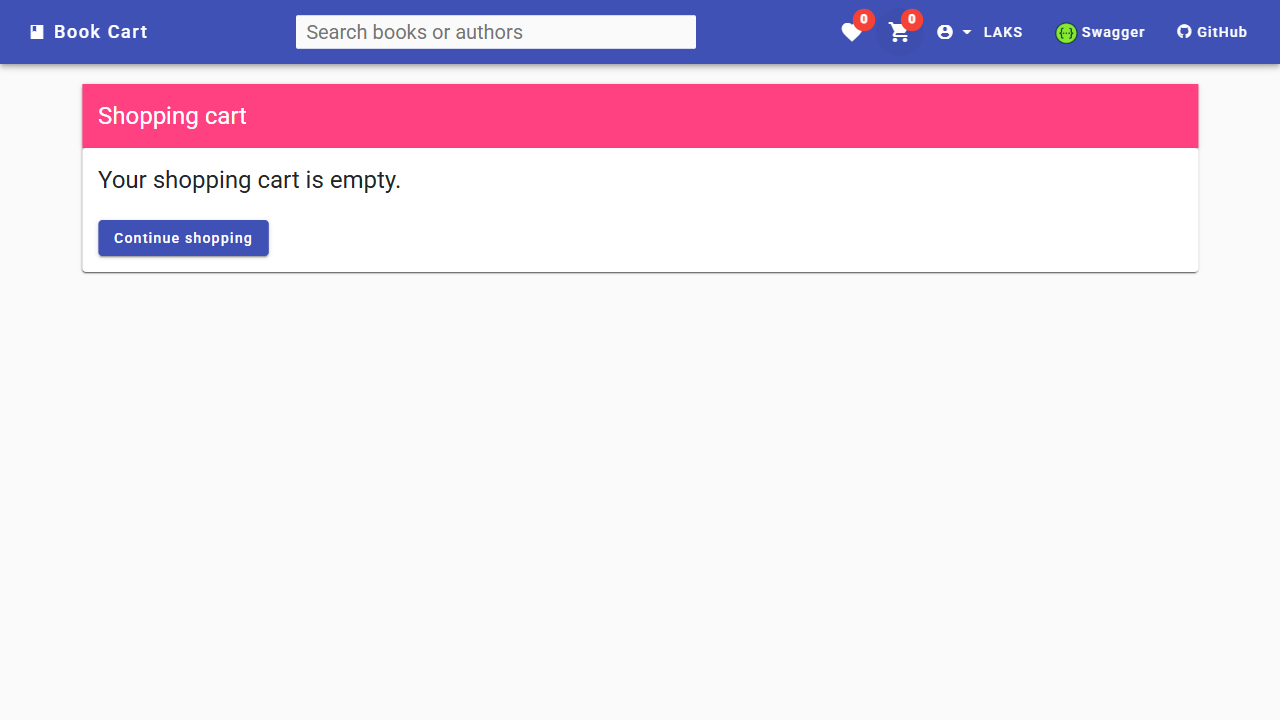 Book Cart
Search books or authors
0
0
LAKS
{··}
Swagger
GitHub
Shopping cart
Your shopping cart is empty.
Continue shopping